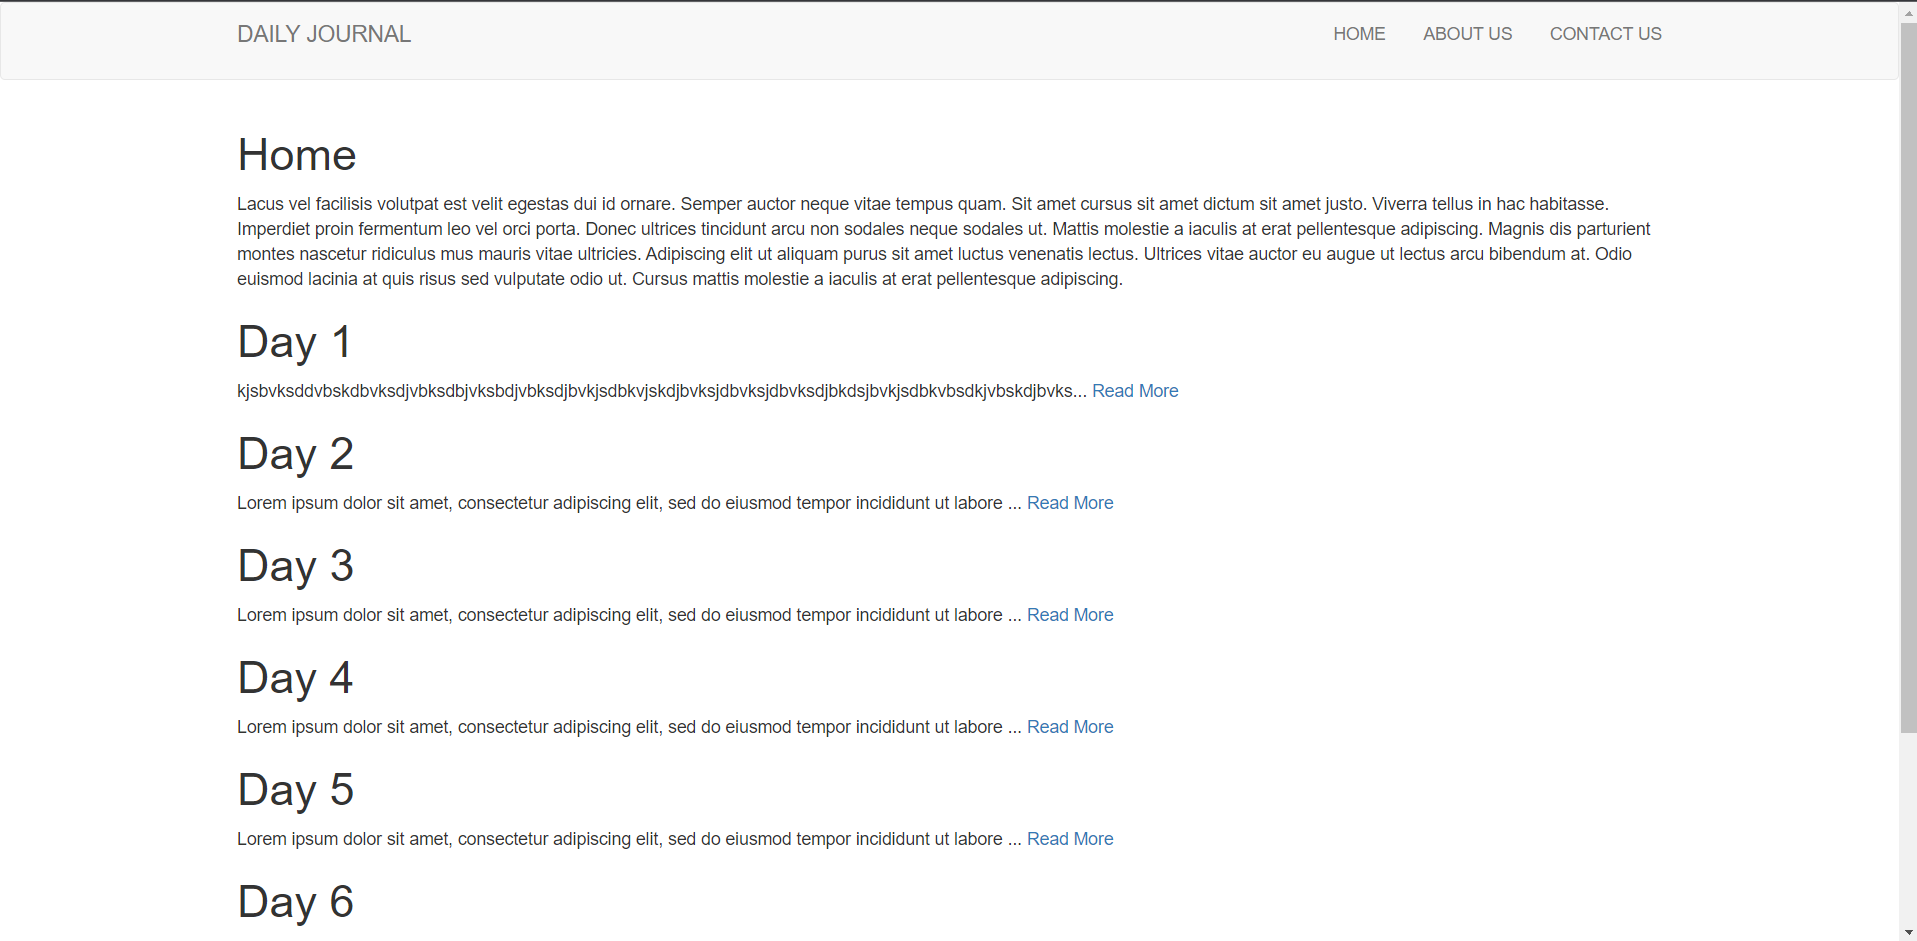 DAILY JOURNAL HOME ABOUT US CONTACT US
Home
Lacus vel facilisis volutpat est velit egestas dui id ornare. Semper auctor neque vitae tempus quam. Sit amet cursus sit amet dictum sit amet justo. Viverra tellus in hac habitasse.
Imperdiet proin fermentum leo vel orci porta. Donec ultrices tincidunt arcu non sodales neque sodales ut. Mattis molestie a iaculis at erat pellentesque adipiscing. Magnis dis parturient
montes nascetur ridiculus mus mauris vitae ultricies. Adipiscing elit ut aliquam purus sit amet luctus venenatis lectus. Ultrices vitae auctor eu augue ut lectus arcu bibendum at. Odio
euismod lacinia at quis risus sed vulputate odio ut. Cursus mattis molestie a iaculis at erat pellentesque adipiscing.
Day 1
kjsbvksddvbskdbvksdjvbksdbjvksbdjvbksdjbvkjsdbkvjskdjbvksjdbvksjdbvksdjbkdsjbvkjsdbkvbsdkjvbskdjbvks... Read More
Day 2
Lorem ipsum dolor sit amet, consectetur adipiscing elit, sed do eiusmod tempor incididunt ut labore ... Read More
Day 3
Lorem ipsum dolor sit amet, consectetur adipiscing elit, sed do eiusmod tempor incididunt ut labore ... Read More
Day 4
Lorem ipsum dolor sit amet, consectetur adipiscing elit, sed do eiusmod tempor incididunt ut labore ... Read More
Day 5
Lorem ipsum dolor sit amet, consectetur adipiscing elit, sed do eiusmod tempor incididunt ut labore ... Read More
Day 6